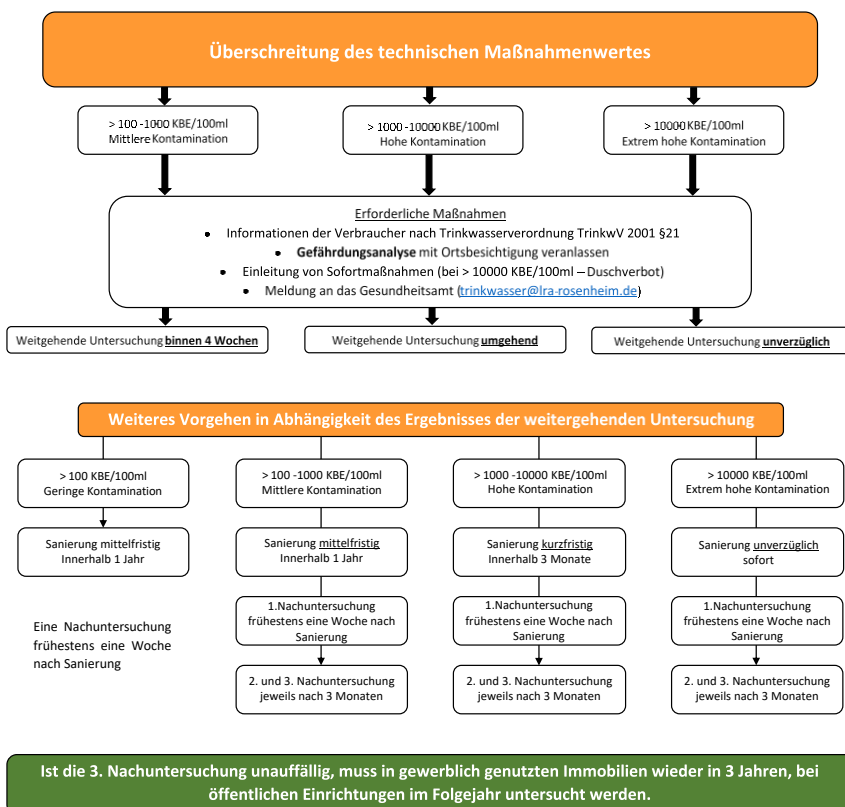 Überschreitung des technischen Maßnahmenwertes
> 100 -1000 KBE/100ml
Mittlere Kontamination
> 1000 -10000 KBE/100ml
Hohe Kontamination
> 10000 KBE/100ml
Extrem hohe Kontamination
Erforderliche Maßnahmen
• Informationen der Verbraucher nach Trinkwasserverordnung TrinkwV 2001 §21
• Gefährdungsanalyse mit Ortsbesichtigung veranlassen
• Einleitung von Sofortmaßnahmen (bei > 10000 KBE/100ml – Duschverbot)
• Meldung an das Gesundheitsamt (trinkwasser@lra-rosenheim.de)
Weitgehende Untersuchung binnen 4 Wochen
Weitgehende Untersuchung umgehend
Weitgehende Untersuchung unverzüglich
Weiteres Vorgehen in Abhängigkeit des Ergebnisses der weitergehenden Untersuchung
> 100 KBE/100ml
Geringe Kontamination
> 100 -1000 KBE/100ml
Mittlere Kontamination
> 1000 -10000 KBE/100ml
Hohe Kontamination
> 10000 KBE/100ml
Extrem hohe Kontamination
Sanierung mittelfristig
Innerhalb 1 Jahr
Sanierung mittelfristig
Innerhalb 1 Jahr
Sanierung kurzfristig
Innerhalb 3 Monate
Sanierung unverzüglich
sofort
Eine Nachuntersuchung
frühestens eine Woche
nach Sanierung
1.Nachuntersuchung
frühestens eine Woche nach
Sanierung
1.Nachuntersuchung
frühestens eine Woche nach
Sanierung
1.Nachuntersuchung
frühestens eine Woche nach
Sanierung
2. und 3. Nachuntersuchung
jeweils nach 3 Monaten
2. und 3. Nachuntersuchung
jeweils nach 3 Monaten
2. und 3. Nachuntersuchung
jeweils nach 3 Monaten
Ist die 3. Nachuntersuchung unauffällig, muss in gewerblich genutzten Immobilien wieder in 3 Jahren, bei
öffentlichen Einrichtungen im Folgejahr untersucht werden.